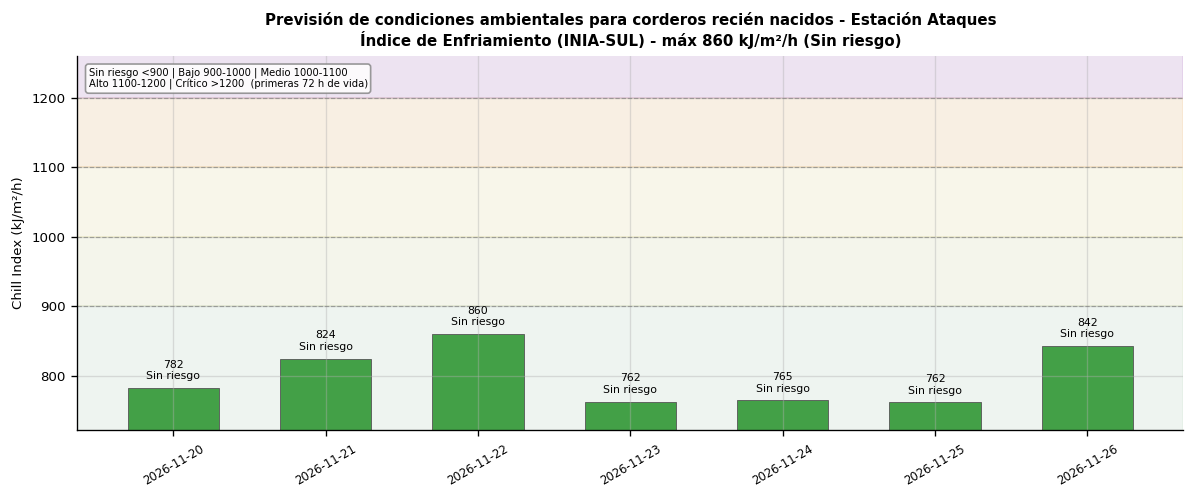 Previsión de condiciones ambientales para corderos recién nacidos - Estación Ataques
Índice de Enfriamiento (INIA-SUL) - máx 860 kJ/m²/h (Sin riesgo)
Sin riesgo <900 | Bajo 900-1000 | Medio 1000-1100
Alto 1100-1200 | Crítico >1200  (primeras 72 h de vida)
Chill Index (kJ/m²/h)
1200
1100
1000
900
800
782
Sin riesgo
824
Sin riesgo
860
Sin riesgo
762
Sin riesgo
765
Sin riesgo
762
Sin riesgo
842
Sin riesgo
2026-11-20
2026-11-21
2026-11-22
2026-11-23
2026-11-24
2026-11-25
2026-11-26